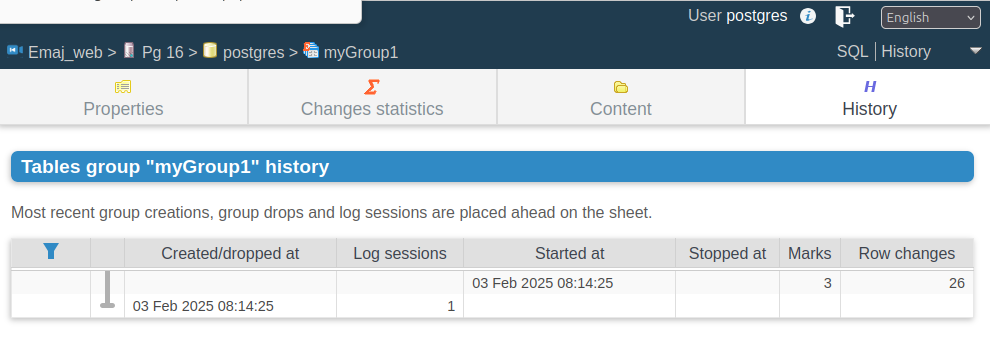 User postgres
English
Emaj_web > Pg 16 > postgres > myGroup1
SQL | History
Properties
Changes statistics
Content
History
Tables group "myGroup1" history
Most recent group creations, group drops and log sessions are placed ahead on the sheet.
Created/dropped at Log sessions Started at Stopped at Marks Row changes
03 Feb 2025 08:14:25 3 26
03 Feb 2025 08:14:25 1